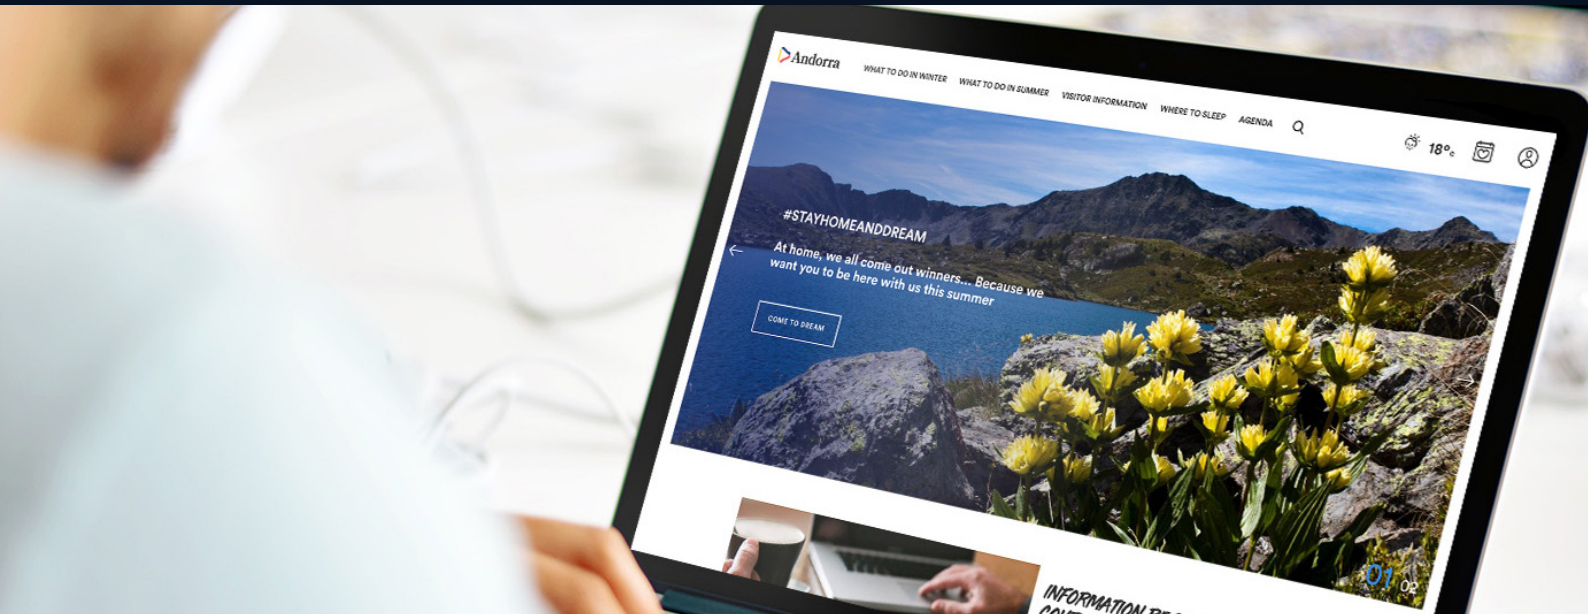 Andorra
WHAT TO DO IN WINTER
WHAT TO DO IN SUMMER
VISITOR INFORMATION
WHERE TO SLEEP
AGENDA
18°c
#STAYHOMEANDDREAM
At home, we all come out winners... Because we
want you to be here with us this summer
COME TO DREAM
01 02
INFORMATION